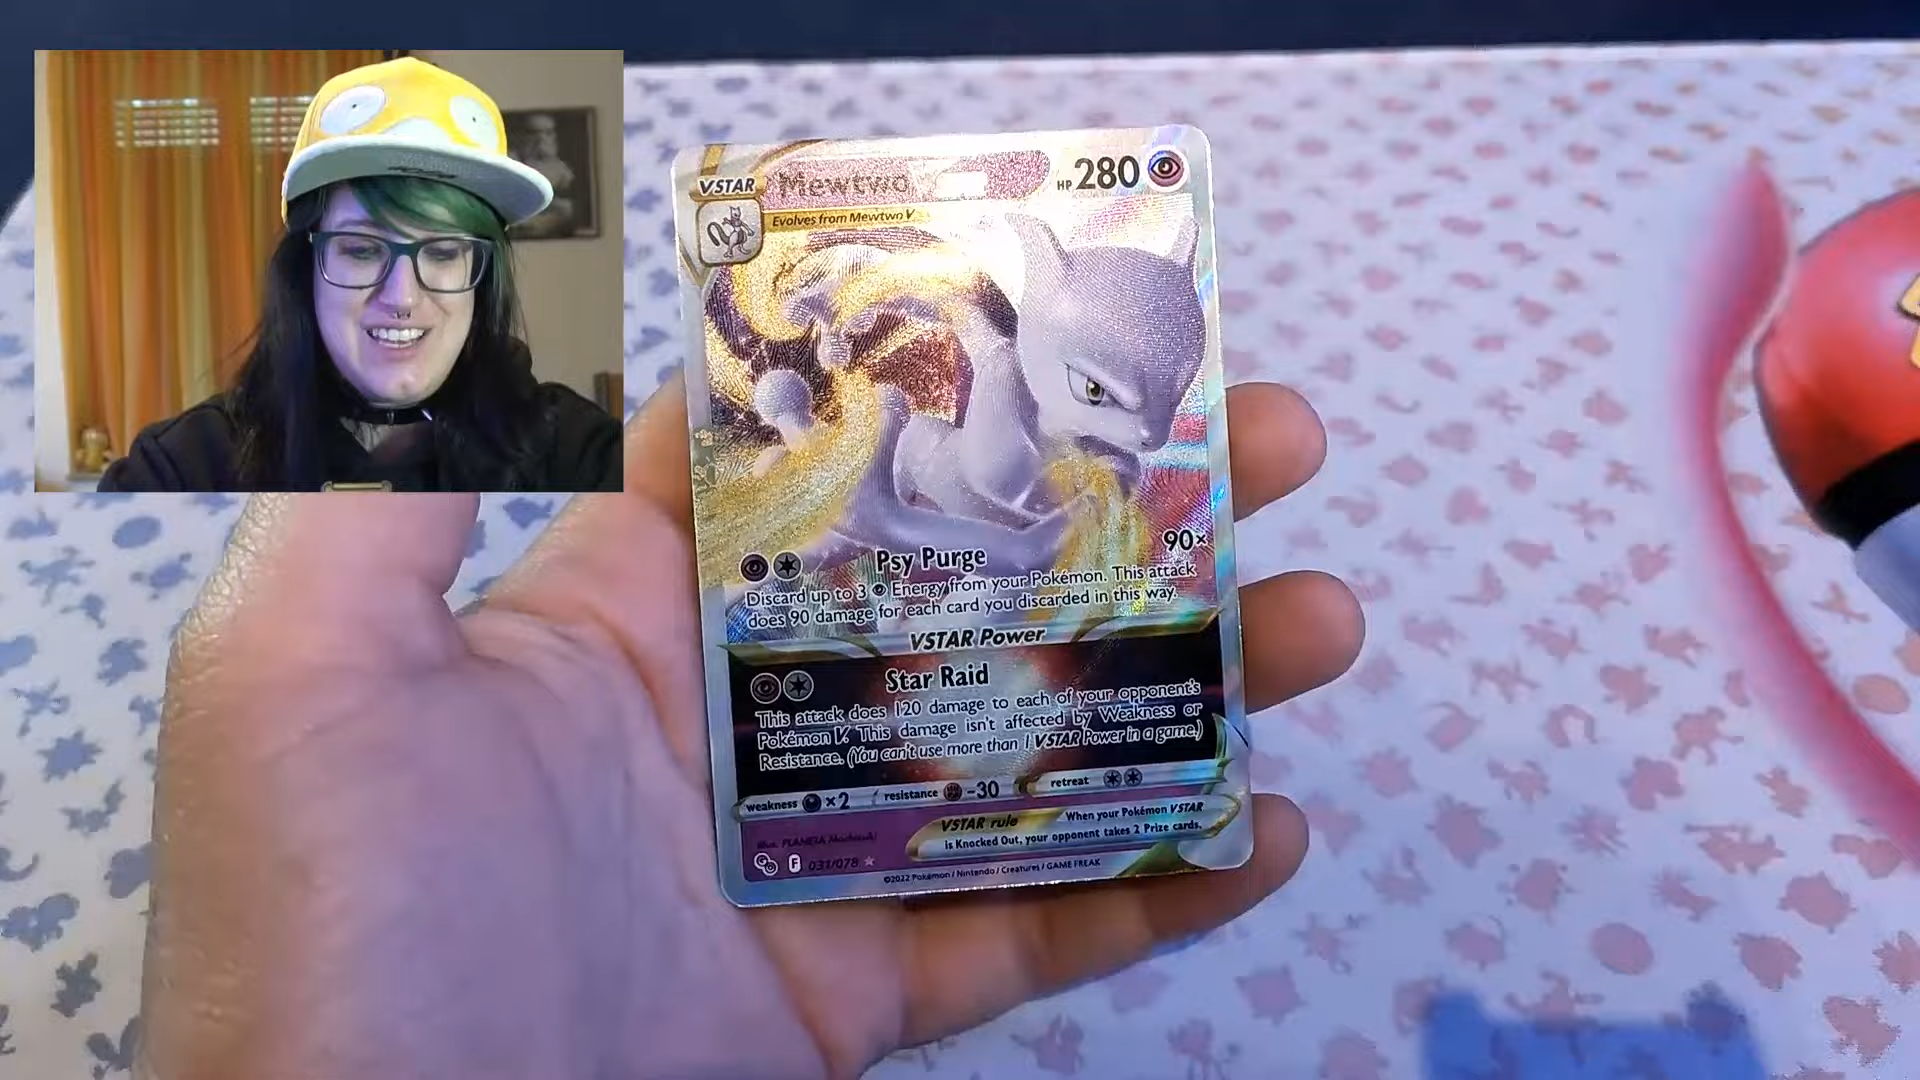 VSTAR Mewtwo HP 280
Evolves from Mewtwo V
Psy Purge 90×
Discard up to 3 Energy from your Pokémon. This attack
does 90 damage for each card you discarded in this way.
VSTAR Power
Star Raid
This attack does 120 damage to each of your opponent's
Pokémon V. This damage isn't affected by Weakness or
Resistance. (You can't use more than 1 VSTAR Power in a game.)
weakness ×2 resistance -30 retreat
VSTAR rule When your Pokémon VSTAR
is Knocked Out, your opponent takes 2 Prize cards.
Illus. PLANETA Mochizuki
F 031/078
©2022 Pokémon / Nintendo / Creatures / GAME FREAK